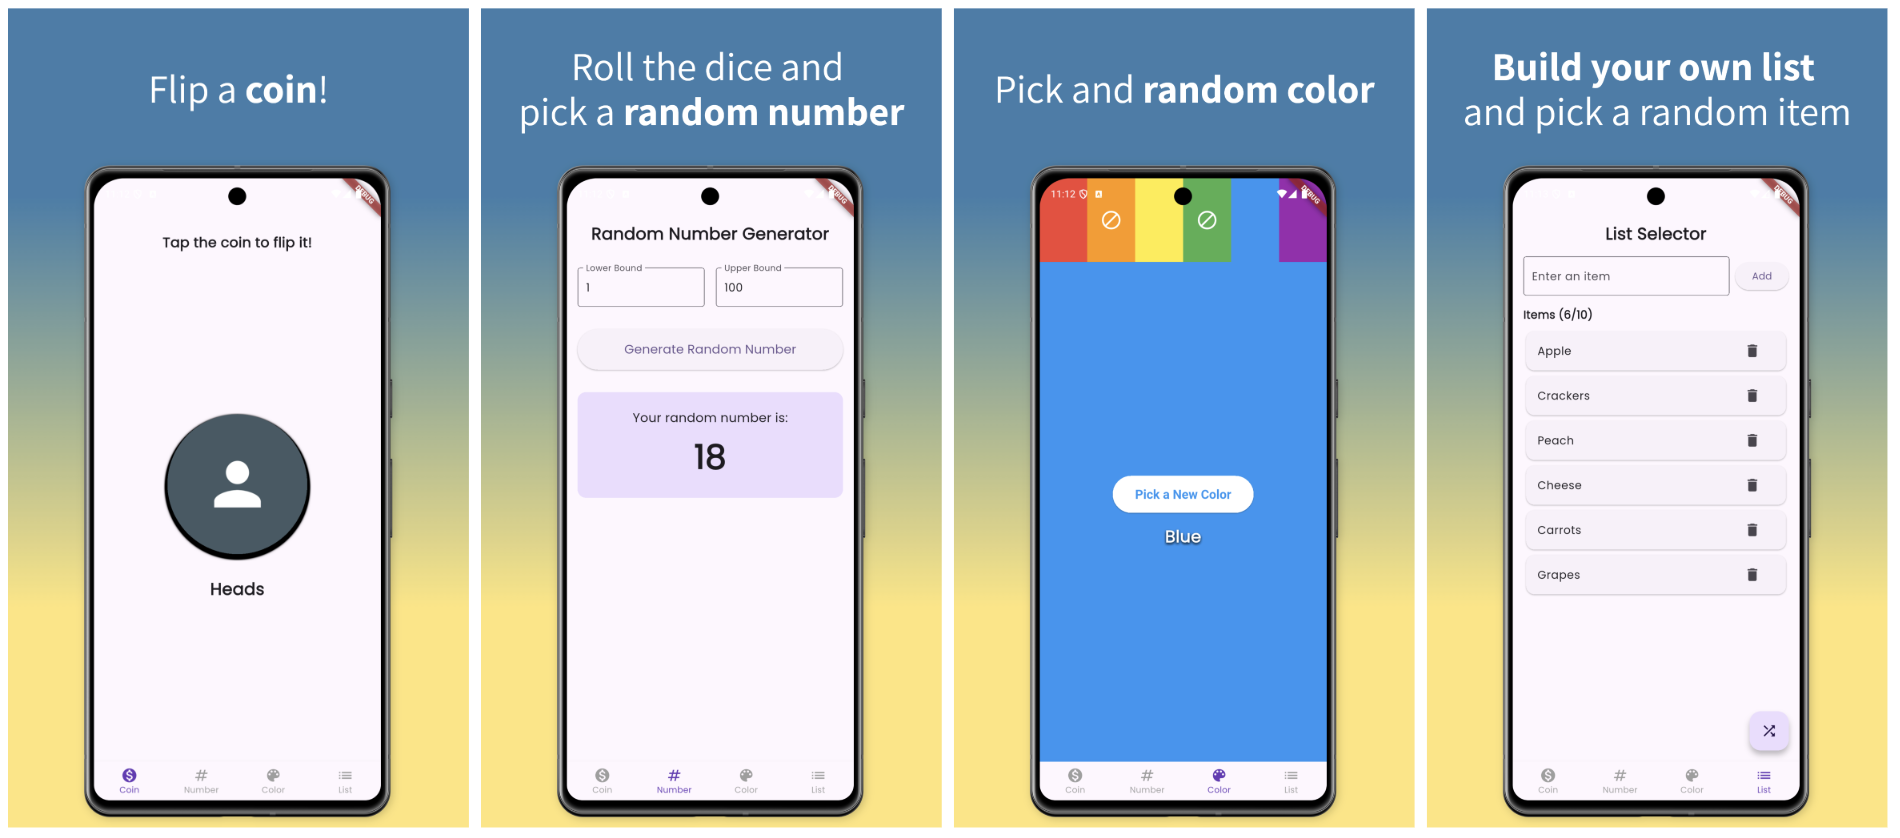 Flip a coin!
Tap the coin to flip it!
DEBUG
Heads
Coin
Number
Color
List
Roll the dice and
pick a random number
DEBUG
Random Number Generator
Lower Bound
1
Upper Bound
100
Generate Random Number
Your random number is:
18
Coin
Number
Color
List
Pick and random color
11:12
DEBUG
Pick a New Color
Blue
Coin
Number
Color
List
Build your own list
and pick a random item
DEBUG
List Selector
Enter an item
Add
Items (6/10)
Apple
Crackers
Peach
Cheese
Carrots
Grapes
Coin
Number
Color
List